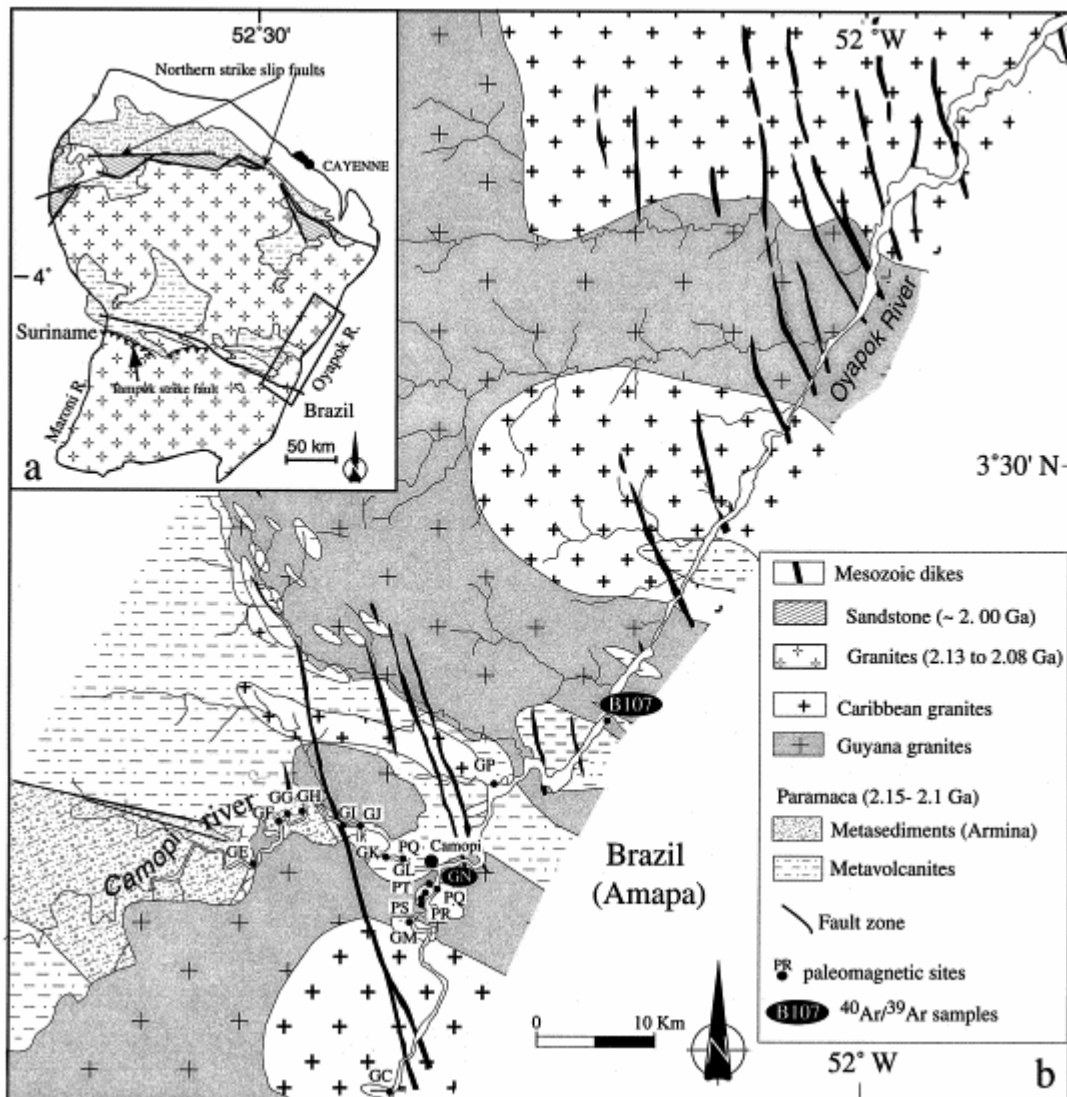 52°30'
Northern strike slip faults
CAYENNE
4°
Suriname
Tampok strike fault
Maroni R.
Oyapok R.
Brazil
50 km
a
52°W
Oyapok River
3°30' N
B107
GP
Camopi river
GE
GF
GG
GH
GI
GJ
GK
PQ
Camopi
GL
GN
PT
PQ
PS
PR
GM
GC
Brazil
(Amapa)
0 10 Km
N
52° W
b
Mesozoic dikes
Sandstone (~ 2. 00 Ga)
Granites (2.13 to 2.08 Ga)
Caribbean granites
Guyana granites
Paramaca (2.15- 2.1 Ga)
Metasediments (Armina)
Metavolcanites
Fault zone
PR paleomagnetic sites
B107 40Ar/39Ar samples